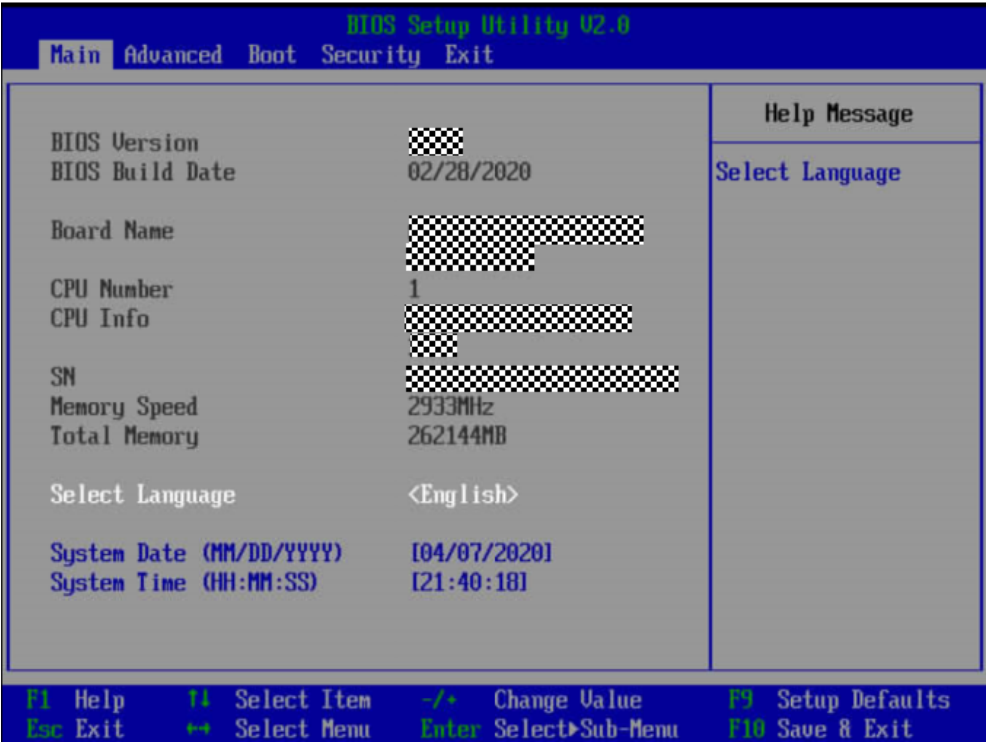 BIOS Setup Utility V2.0
Main Advanced Boot Security Exit
Help Message
Select Language
BIOS Version
BIOS Build Date 02/28/2020
Board Name
CPU Number 1
CPU Info
SN
Memory Speed 2933MHz
Total Memory 262144MB
Select Language <English>
System Date (MM/DD/YYYY) [04/07/2020]
System Time (HH:MM:SS) [21:40:18]
F1 Help ↑↓ Select Item -/+ Change Value F9 Setup Defaults
Esc Exit ↔ Select Menu Enter Select▶Sub-Menu F10 Save & Exit